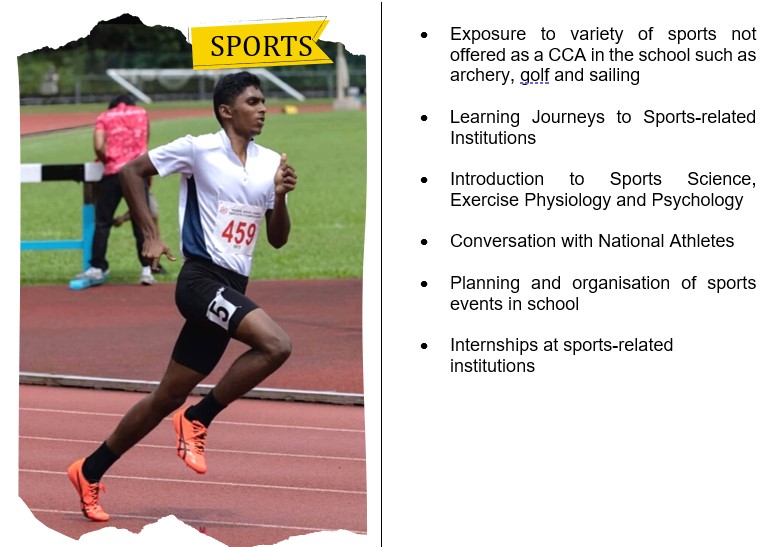 SPORTS
459
5
• Exposure to variety of sports not
offered as a CCA in the school such as
archery, golf and sailing
• Learning Journeys to Sports-related
Institutions
• Introduction to Sports Science,
Exercise Physiology and Psychology
• Conversation with National Athletes
• Planning and organisation of sports
events in school
• Internships at sports-related
institutions